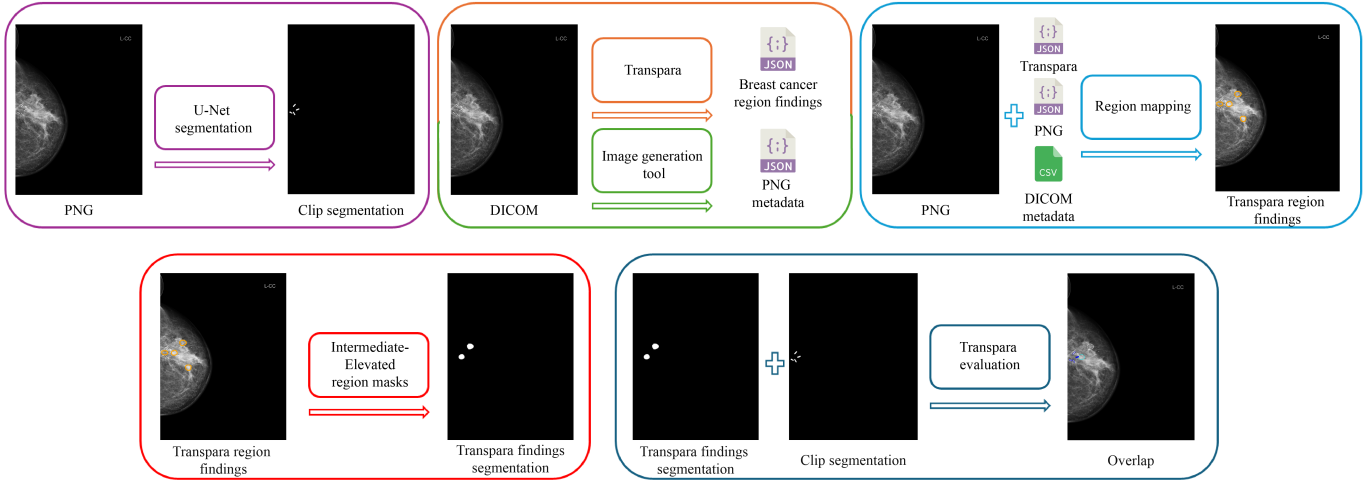 L-CC
U-Net
segmentation
PNG
Clip segmentation
L-CC
Transpara
{;}
JSON
Breast cancer
region findings
Image generation
tool
{;}
JSON
PNG
metadata
DICOM
L-CC
{;}
JSON
Transpara
{;}
JSON
PNG
CSV
DICOM
metadata
PNG
Region mapping
L-CC
Transpara region
findings
L-CC
Intermediate-
Elevated
region masks
Transpara region
findings
Transpara findings
segmentation
Transpara findings
segmentation
Clip segmentation
Transpara
evaluation
L-CC
Overlap